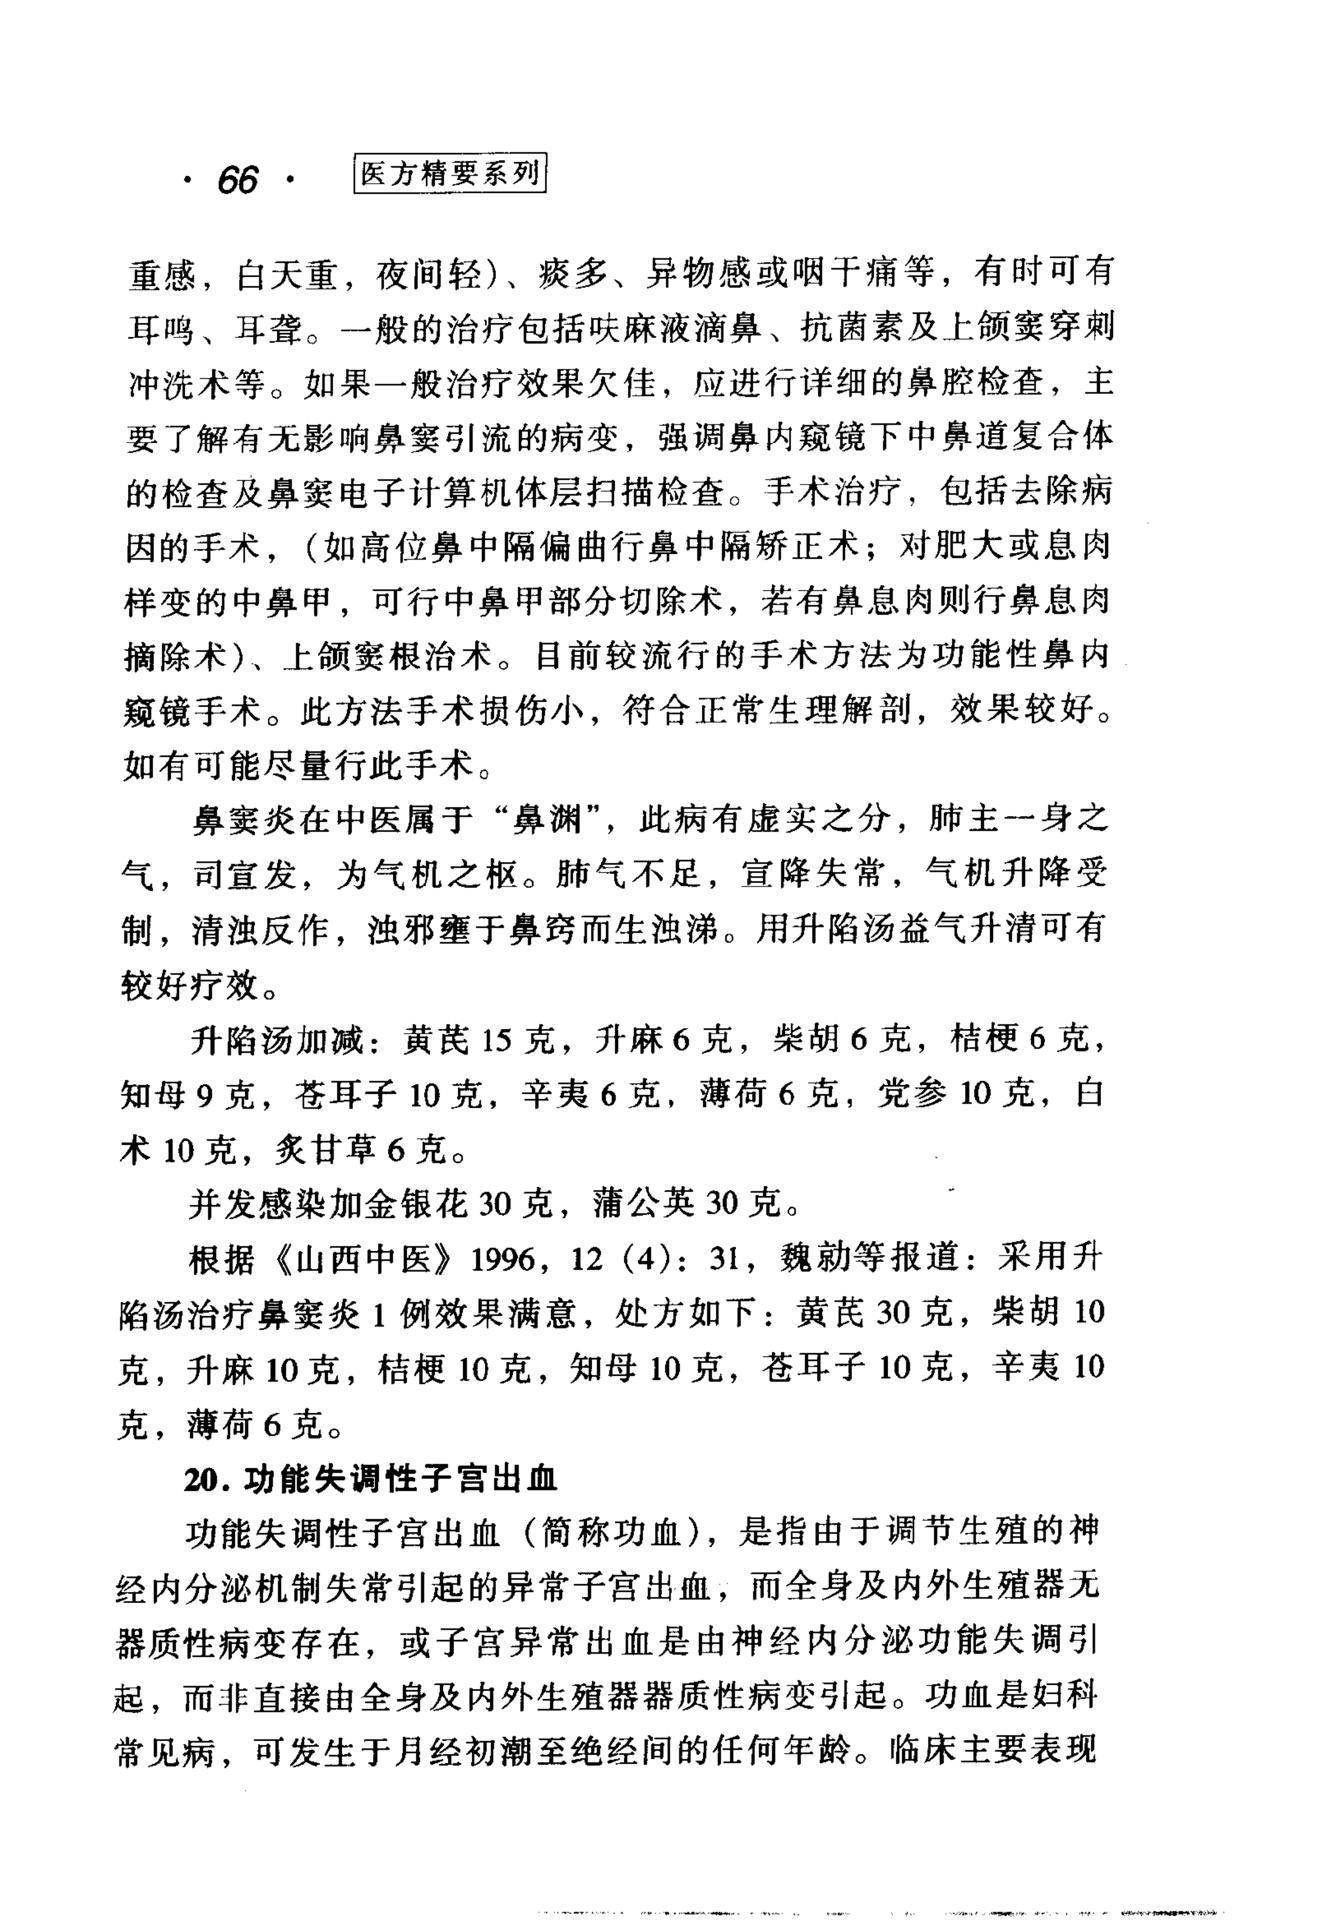 · 66 · 医方精要系列
重感，白天重，夜间轻）、痰多、异物感或咽干痛等，有时可有
耳鸣、耳聋。一般的治疗包括呋麻液滴鼻、抗菌素及上颌窦穿刺
冲洗术等。如果一般治疗效果欠佳，应进行详细的鼻腔检查，主
要了解有无影响鼻窦引流的病变，强调鼻内窥镜下中鼻道复合体
的检查及鼻窦电子计算机体层扫描检查。手术治疗，包括去除病
因的手术，（如高位鼻中隔偏曲行鼻中隔矫正术；对肥大或息肉
样变的中鼻甲，可行中鼻甲部分切除术，若有鼻息肉则行鼻息肉
摘除术）、上颌窦根治术。目前较流行的手术方法为功能性鼻内
窥镜手术。此方法手术损伤小，符合正常生理解剖，效果较好。
如有可能尽量行此手术。
鼻窦炎在中医属于“鼻渊”，此病有虚实之分，肺主一身之
气，司宣发，为气机之枢。肺气不足，宣降失常，气机升降受
制，清浊反作，浊邪壅于鼻窍而生浊涕。用升陷汤益气升清可有
较好疗效。
升陷汤加减：黄芪 15 克，升麻 6 克，柴胡 6 克，桔梗 6 克，
知母 9 克，苍耳子 10 克，辛夷 6 克，薄荷 6 克，党参 10 克，白
术 10 克，炙甘草 6 克。
并发感染加金银花 30 克，蒲公英 30 克。
根据《山西中医》1996，12（4）：31，魏勍等报道：采用升
陷汤治疗鼻窦炎 1 例效果满意，处方如下：黄芪 30 克，柴胡 10
克，升麻 10 克，桔梗 10 克，知母 10 克，苍耳子 10 克，辛夷 10
克，薄荷 6 克。
20. 功能失调性子宫出血
功能失调性子宫出血（简称功血），是指由于调节生殖的神
经内分泌机制失常引起的异常子宫出血，而全身及内外生殖器无
器质性病变存在，或子宫异常出血是由神经内分泌功能失调引
起，而非直接由全身及内外生殖器器质性病变引起。功血是妇科
常见病，可发生于月经初潮至绝经间的任何年龄。临床主要表现